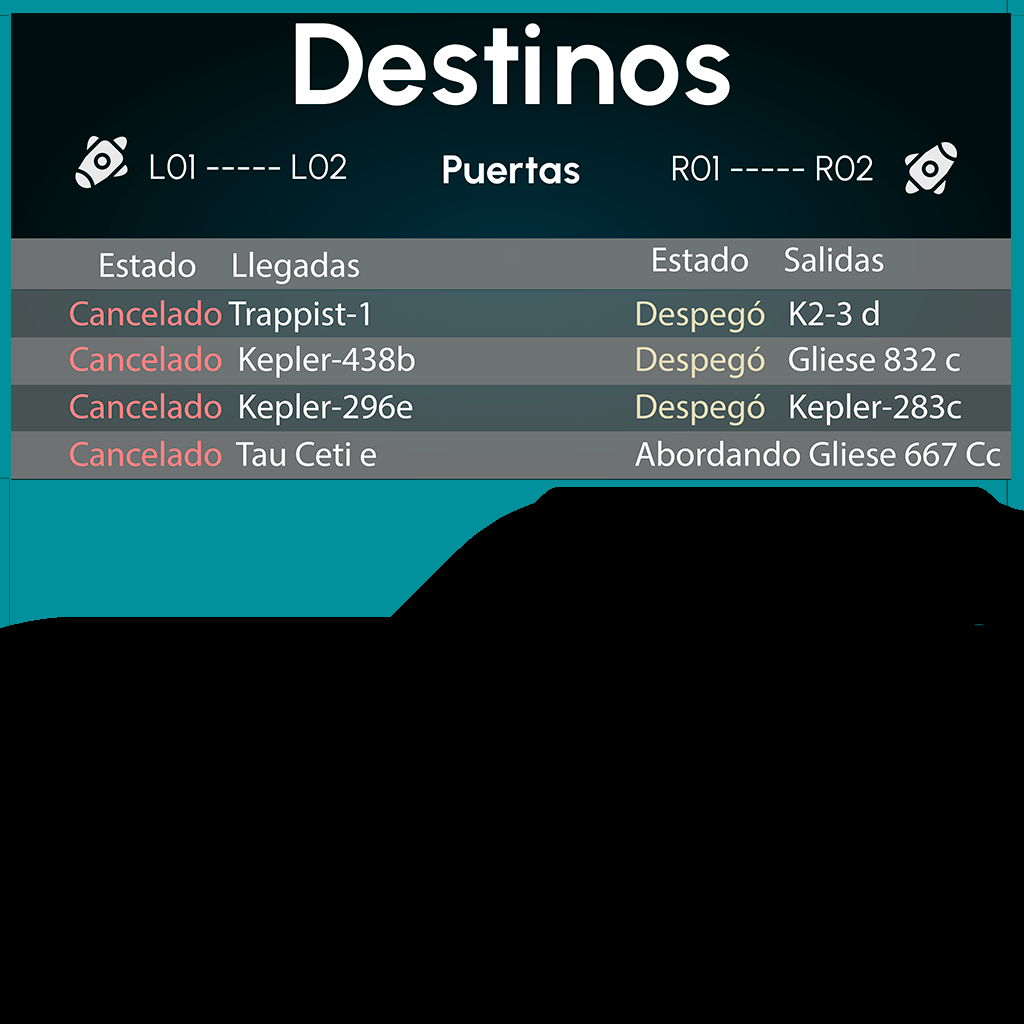 Destinos
L01 ----- L02 Puertas R01 ----- R02
Estado Llegadas Estado Salidas
Cancelado Trappist-1 Despegó K2-3 d
Cancelado Kepler-438b Despegó Gliese 832 c
Cancelado Kepler-296e Despegó Kepler-283c
Cancelado Tau Ceti e Abordando Gliese 667 Cc